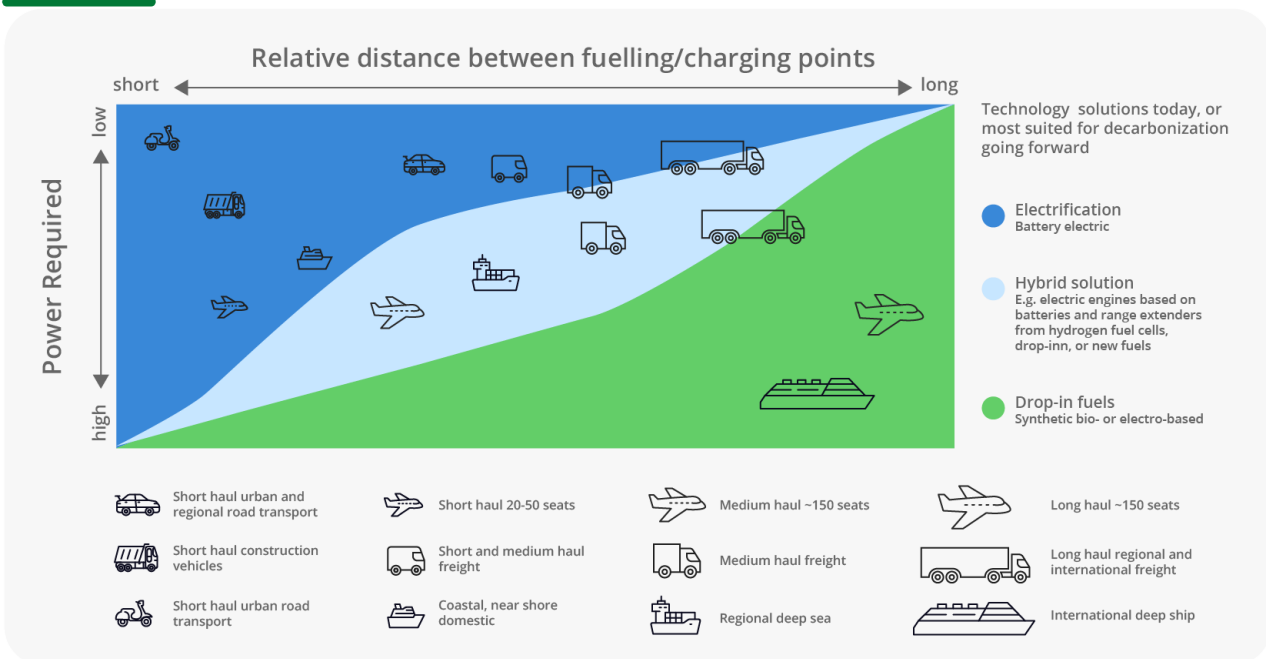 Relative distance between fuelling/charging points
short
long
low
Power Required
high
Technology solutions today, or
most suited for decarbonization
going forward
Electrification
Battery electric
Hybrid solution
E.g. electric engines based on
batteries and range extenders
from hydrogen fuel cells,
drop-inn, or new fuels
Drop-in fuels
Synthetic bio- or electro-based
Short haul urban and
regional road transport
Short haul 20-50 seats
Medium haul ~150 seats
Long haul ~150 seats
Short haul construction
vehicles
Short and medium haul
freight
Medium haul freight
Long haul regional and
international freight
Short haul urban road
transport
Coastal, near shore
domestic
Regional deep sea
International deep ship